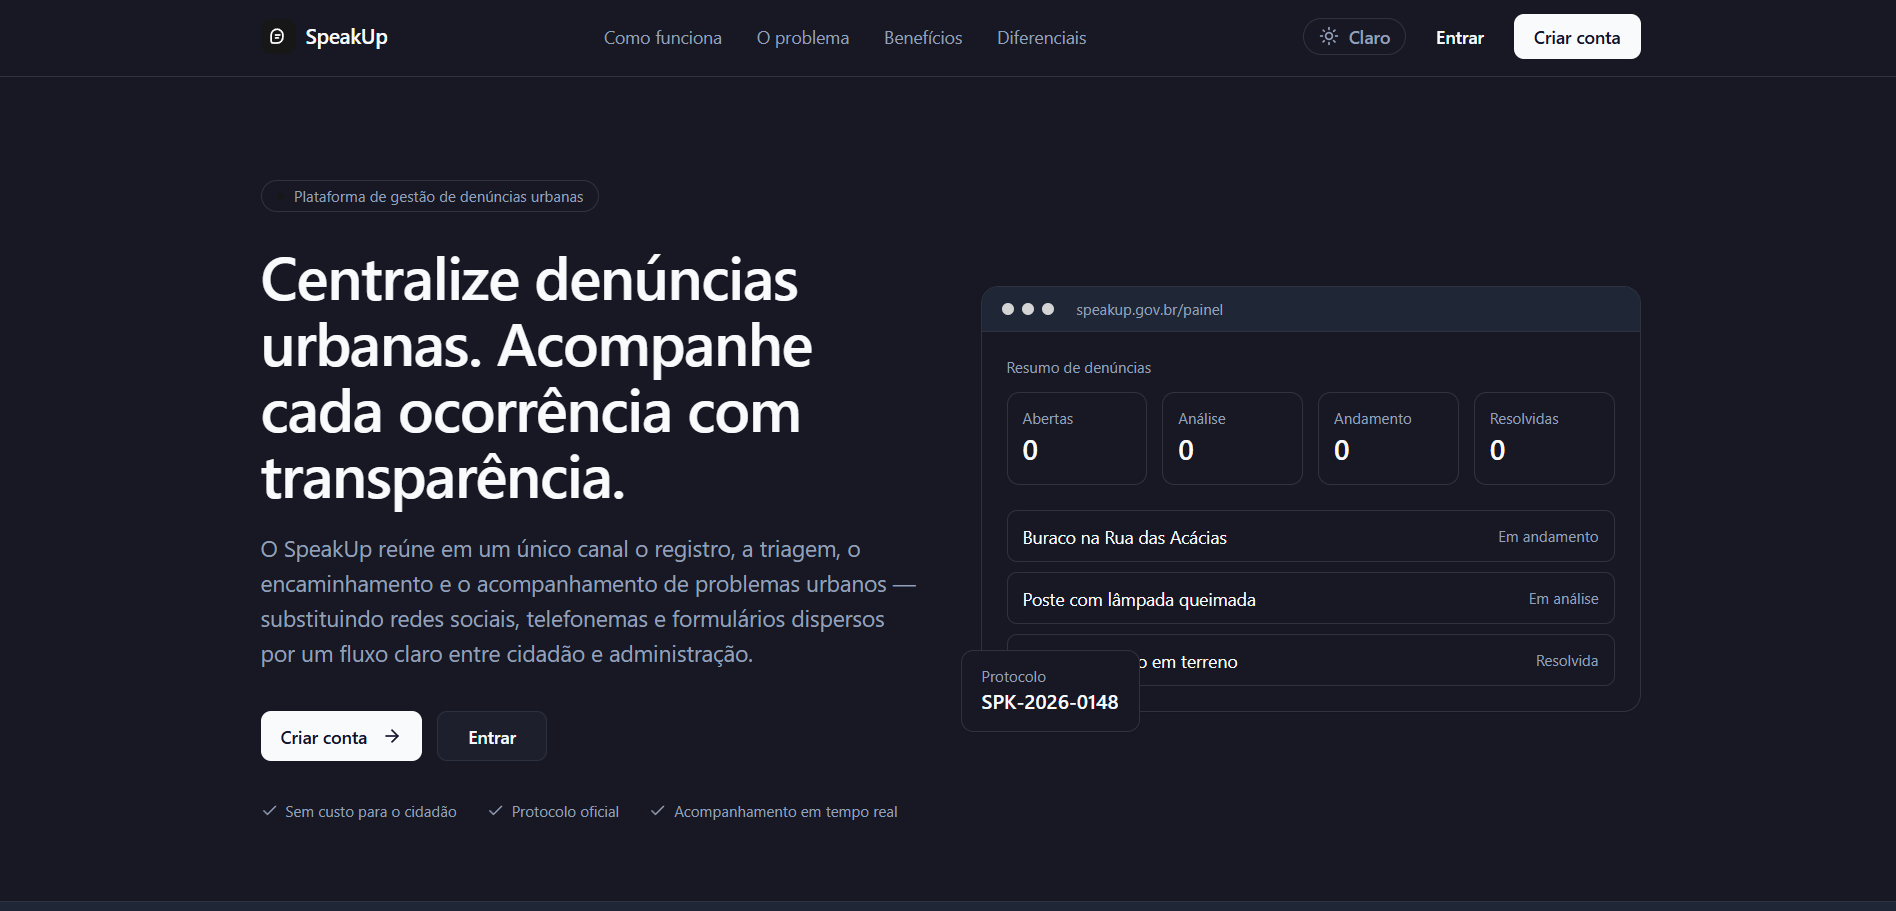 SpeakUp
Como funciona
O problema
Benefícios
Diferenciais
Claro
Entrar
Criar conta
Plataforma de gestão de denúncias urbanas
Centralize denúncias
urbanas. Acompanhe
cada ocorrência com
transparência.
O SpeakUp reúne em um único canal o registro, a triagem, o
encaminhamento e o acompanhamento de problemas urbanos —
substituindo redes sociais, telefonemas e formulários dispersos
por um fluxo claro entre cidadão e administração.
Criar conta
Entrar
Sem custo para o cidadão
Protocolo oficial
Acompanhamento em tempo real
speakup.gov.br/painel
Resumo de denúncias
Abertas
0
Análise
0
Andamento
0
Resolvidas
0
Buraco na Rua das Acácias
Em andamento
Poste com lâmpada queimada
Em análise
em terreno
Resolvida
Protocolo
SPK-2026-0148